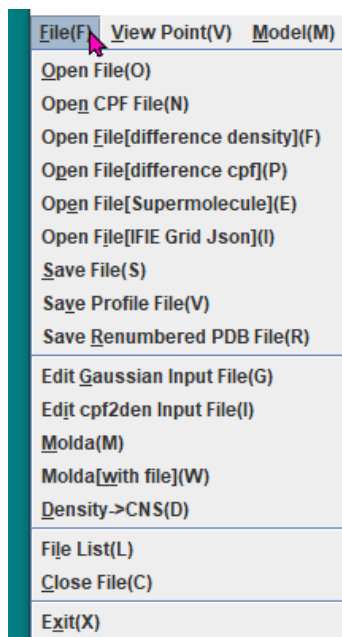 File(F) View Point(V) Model(M)
Open File(O)
Open CPF File(N)
Open File[difference density](F)
Open File[difference cpf](P)
Open File[Supermolecule](E)
Open File[IFIE Grid Json](I)
Save File(S)
Save Profile File(V)
Save Renumbered PDB File(R)
Edit Gaussian Input File(G)
Edit cpf2den Input File(I)
Molda(M)
Molda[with file](W)
Density->CNS(D)
File List(L)
Close File(C)
Exit(X)